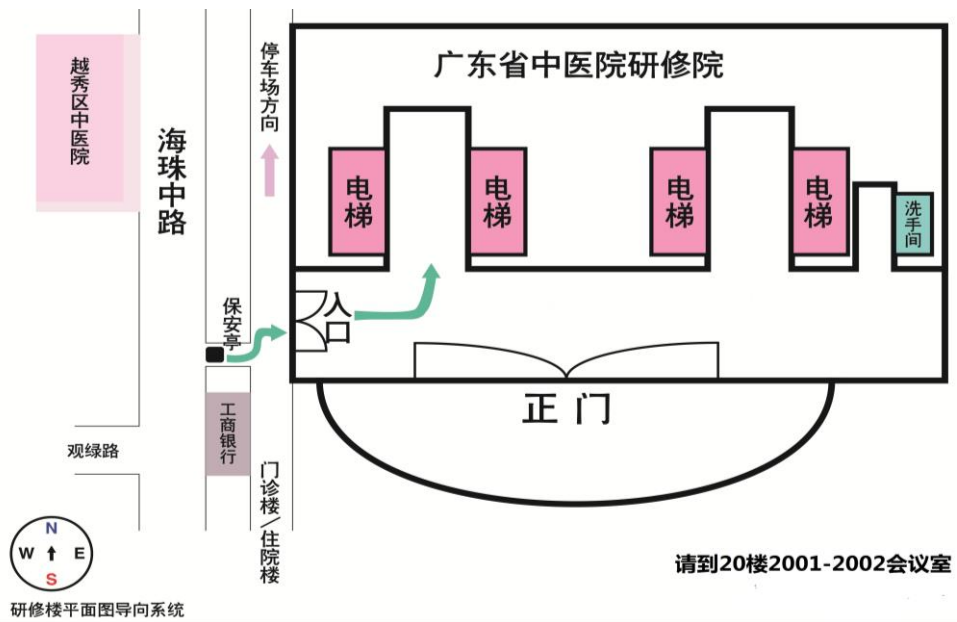 越秀区中医院
海珠中路
停车场方向
广东省中医院研修院
电梯
电梯
电梯
电梯
洗手间
保安亭
入口
正门
工商银行
观绿路
门诊楼/住院楼
N
W E
S
请到20楼2001-2002会议室
研修楼平面图导向系统